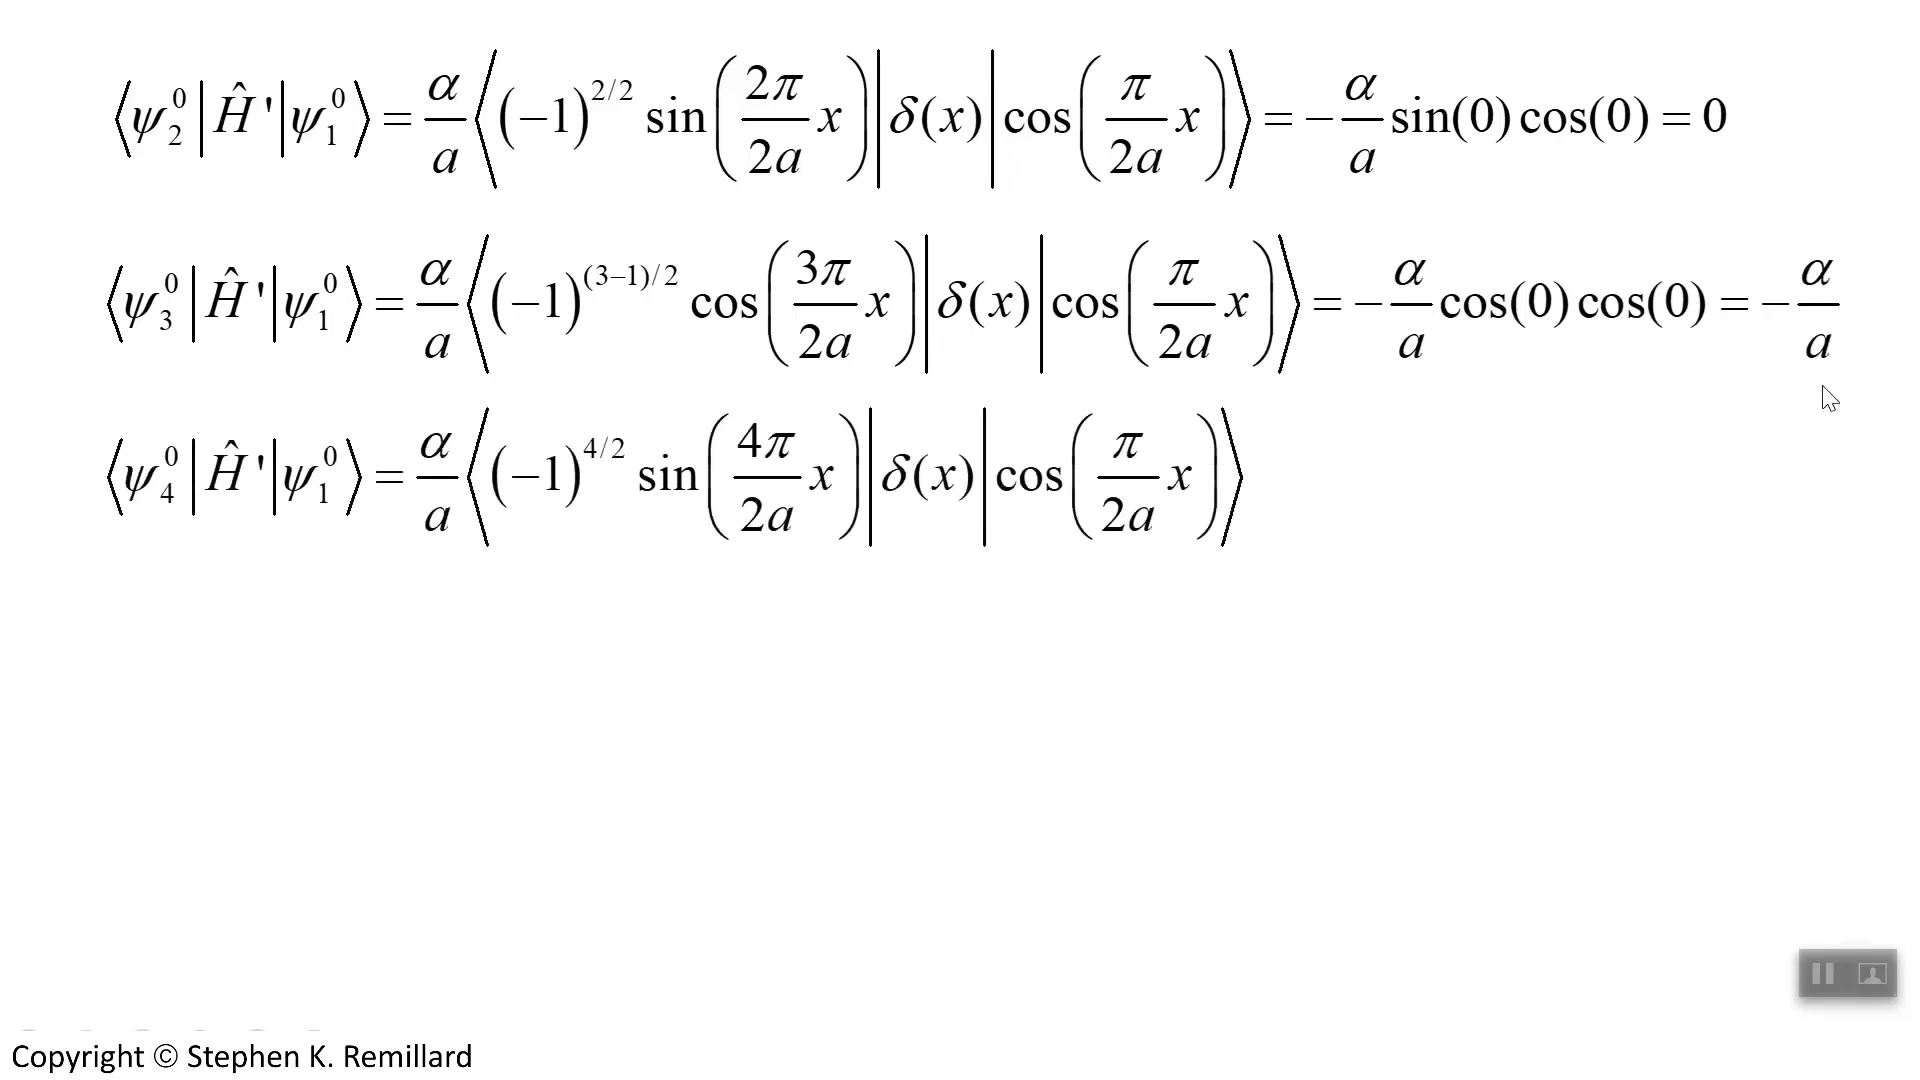 ⟨ψ₂⁰|Ĥ'|ψ₁⁰⟩ = α/a ⟨(−1)^{2/2} sin(2π/2a x)|δ(x)|cos(π/2a x)⟩ = −α/a sin(0)cos(0) = 0
⟨ψ₃⁰|Ĥ'|ψ₁⁰⟩ = α/a ⟨(−1)^{(3−1)/2} cos(3π/2a x)|δ(x)|cos(π/2a x)⟩ = −α/a cos(0)cos(0) = −α/a
⟨ψ₄⁰|Ĥ'|ψ₁⁰⟩ = α/a ⟨(−1)^{4/2} sin(4π/2a x)|δ(x)|cos(π/2a x)⟩
Copyright © Stephen K. Remillard